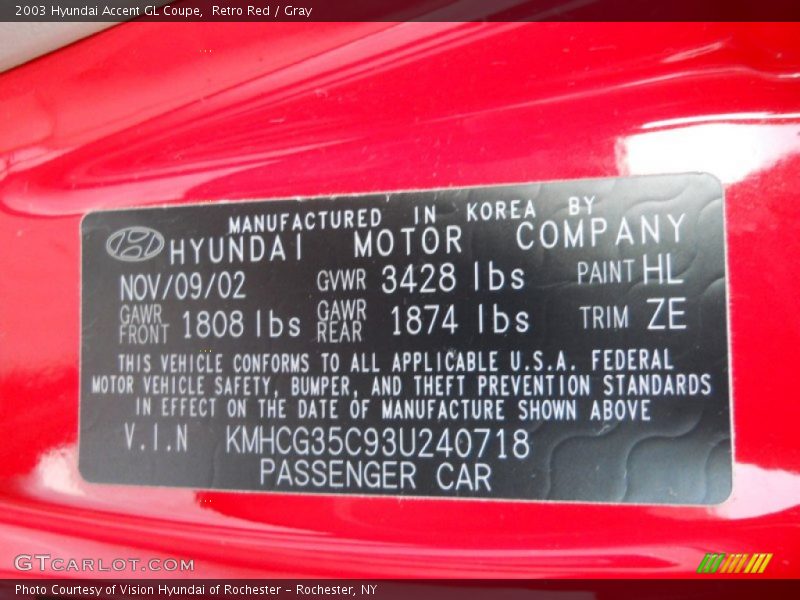 2003 Hyundai Accent GL Coupe, Retro Red / Gray
MANUFACTURED IN KOREA BY
HYUNDAI MOTOR COMPANY
NOV/09/02 GVWR 3428 lbs PAINT HL
GAWR FRONT 1808 lbs GAWR REAR 1874 lbs TRIM ZE
THIS VEHICLE CONFORMS TO ALL APPLICABLE U.S.A. FEDERAL
MOTOR VEHICLE SAFETY, BUMPER, AND THEFT PREVENTION STANDARDS
IN EFFECT ON THE DATE OF MANUFACTURE SHOWN ABOVE
V.I.N KMHCG35C93U240718
PASSENGER CAR
GTCARLOT.COM
Photo Courtesy of Vision Hyundai of Rochester - Rochester, NY